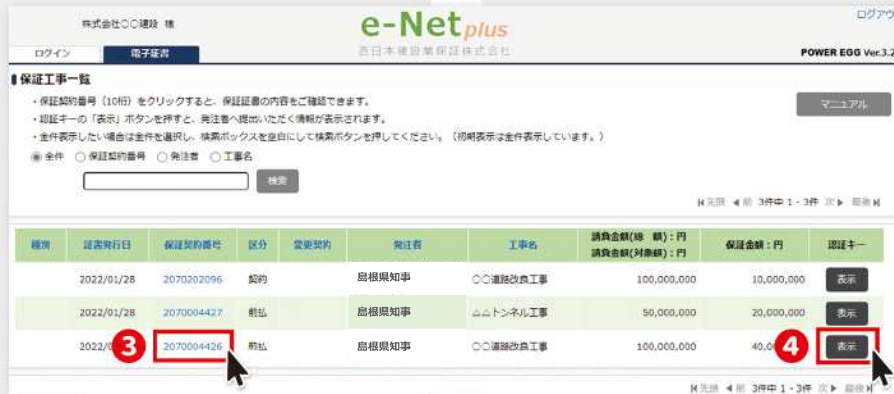 株式会社〇〇建設 様
e-Net plus
ログアウ
西日本建設業保証株式会社
ログイン 電子証書
POWER EGG Ver.3.2
保証工事一覧
・保証契約番号（10桁）をクリックすると、保証証書の内容をご確認できます。
マニュアル
・認証キーの「表示」ボタンを押すと、発注者へ提出いただく情報が表示されます。
・全件表示したい場合は全件を選択し、検索ボックスを空白にして検索ボタンを押してください。（初期表示は全件表示しています。）
全件 保証契約番号 発注者 工事名
検索
先頭 前 3件中 1 - 3件 次 最後
種別 証書発行日 保証契約番号 区分 変更契約 発注者 工事名 請負金額(総 額)：円 保証金額：円 認証キー
請負金額(対象額)：円
2022/01/28 2070202096 契約 島根県知事 〇〇道路改良工事 100,000,000 10,000,000 表示
2022/01/28 2070004427 前払 島根県知事 △△トンネル工事 50,000,000 20,000,000 表示
2022/0 3 2070004426 前払 島根県知事 〇〇道路改良工事 100,000,000 40,0 4 表示
先頭 前 3件中 1 - 3件 次 最後